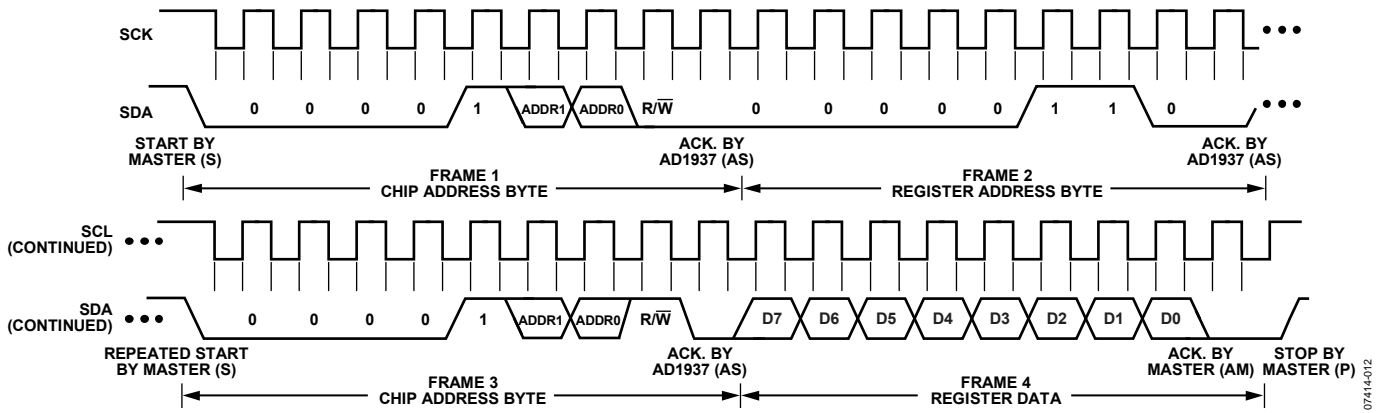 SCK
SDA
0 0 0 0 1 ADDR1 ADDR0 R/W̅ 0 0 0 0 0 1 1 0
START BY
MASTER (S)
ACK. BY
AD1937 (AS)
ACK. BY
AD1937 (AS)
FRAME 1
CHIP ADDRESS BYTE
FRAME 2
REGISTER ADDRESS BYTE
SCL
(CONTINUED)
SDA
(CONTINUED)
0 0 0 0 1 ADDR1 ADDR0 R/W̅ D7 D6 D5 D4 D3 D2 D1 D0
REPEATED START
BY MASTER (S)
ACK. BY
AD1937 (AS)
ACK. BY
MASTER (AM)
STOP BY
MASTER (P)
FRAME 3
CHIP ADDRESS BYTE
FRAME 4
REGISTER DATA
07414-012